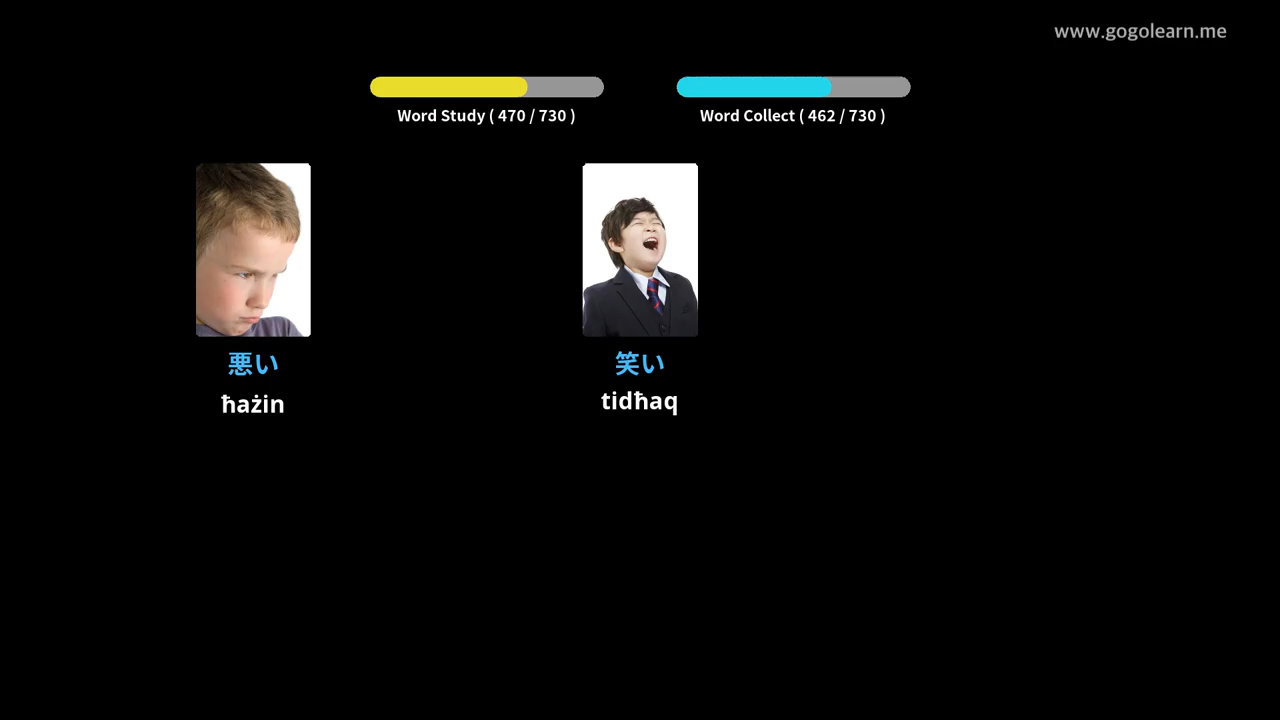 www.gogolearn.me
Word Study ( 470 / 730 )
Word Collect ( 462 / 730 )
悪い
笑い
ħażin
tidħaq